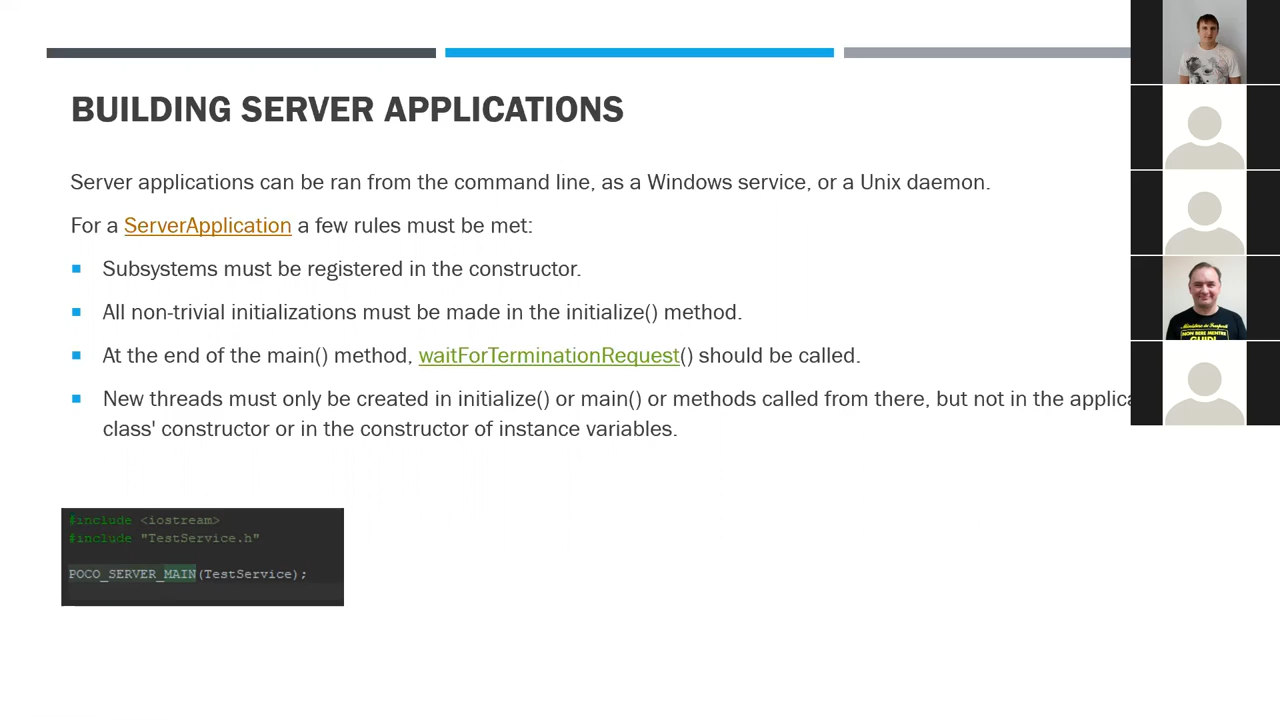 BUILDING SERVER APPLICATIONS
Server applications can be ran from the command line, as a Windows service, or a Unix daemon.
For a ServerApplication a few rules must be met:
Subsystems must be registered in the constructor.
All non-trivial initializations must be made in the initialize() method.
At the end of the main() method, waitForTerminationRequest() should be called.
New threads must only be created in initialize() or main() or methods called from there, but not in the applica
class' constructor or in the constructor of instance variables.
#include <iostream>
#include "TestService.h"
POCO_SERVER_MAIN(TestService);
NON BERE MENTRE
GUIDI